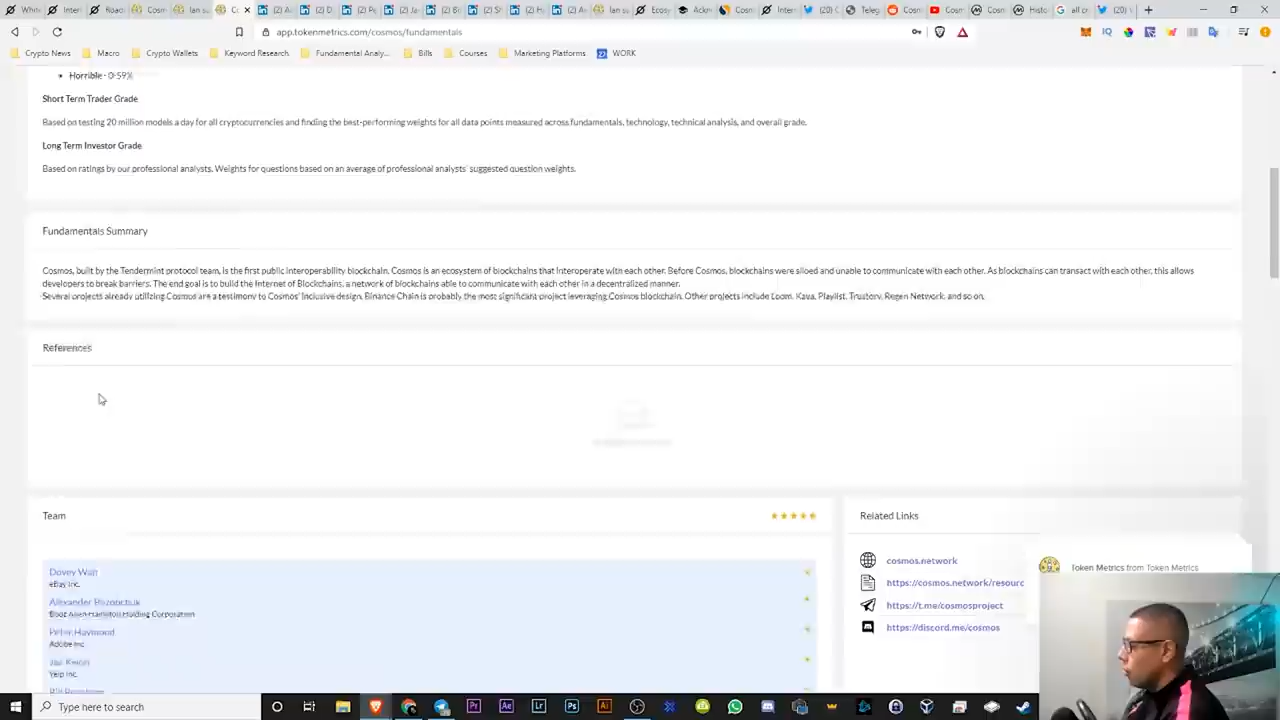 app.tokenmetrics.com/cosmos/fundamentals
Crypto News
Macro
Crypto Wallets
Keyword Research
Fundamental Analy...
Bills
Courses
Marketing Platforms
WORK
Horrible - 0-59%
Short Term Trader Grade
Based on testing 20 million models a day for all cryptocurrencies and finding the best-performing weights for all data points measured across fundamentals, technology, technical analysis, and overall grade.
Long Term Investor Grade
Based on ratings by our professional analysts. Weights for questions based on an average of professional analysts' suggested question weights.
Fundamentals Summary
Cosmos, built by the Tendermint protocol team, is the first public interoperability blockchain. Cosmos is an ecosystem of blockchains that interoperate with each other. Before Cosmos, blockchains were siloed and unable to communicate with each other. As blockchains can transact with each other, this allows
developers to break barriers. The end goal is to build the Internet of Blockchains, a network of blockchains able to communicate with each other in a decentralized manner.
Several projects already utilizing Cosmos are a testimony to Cosmos' inclusive design. Binance Chain is probably the most significant project leveraging Cosmos blockchain. Other projects include Loom, Kava, Playlist, Trustory, Regen Network, and so on.
References
Team
Related Links
Dovey Wan
eBay Inc.
cosmos.network
Token Metrics from Token Metrics
https://cosmos.network/resourc
Alexander
Booz Allen Hamilton Holding Corporation
https://t.me/cosmosproject
Peter Haywood
Adobe Inc
https://discord.me/cosmos
Jae Kwon
Yelp Inc.
Type here to search